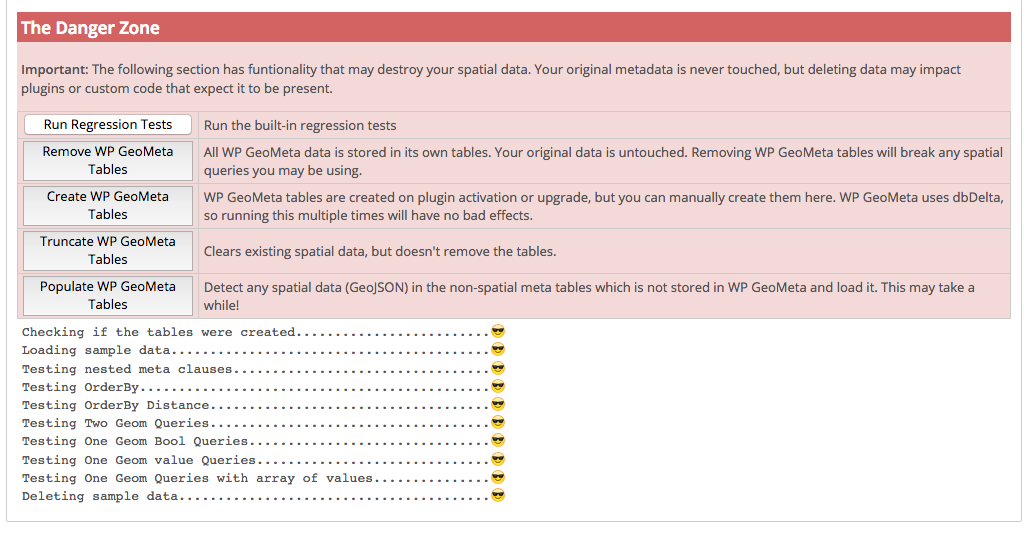 The Danger Zone
Important: The following section has funtionality that may destroy your spatial data. Your original metadata is never touched, but deleting data may impact
plugins or custom code that expect it to be present.
Run Regression Tests
Run the built-in regression tests
Remove WP GeoMeta
Tables
All WP GeoMeta data is stored in its own tables. Your original data is untouched. Removing WP GeoMeta tables will break any spatial
queries you may be using.
Create WP GeoMeta
Tables
WP GeoMeta tables are created on plugin activation or upgrade, but you can manually create them here. WP GeoMeta uses dbDelta,
so running this multiple times will have no bad effects.
Truncate WP GeoMeta
Tables
Clears existing spatial data, but doesn't remove the tables.
Populate WP GeoMeta
Tables
Detect any spatial data (GeoJSON) in the non-spatial meta tables which is not stored in WP GeoMeta and load it. This may take a
while!
Checking if the tables were created.........................😎
Loading sample data.........................................😎
Testing nested meta clauses.................................😎
Testing OrderBy.............................................😎
Testing OrderBy Distance....................................😎
Testing Two Geom Queries....................................😎
Testing One Geom Bool Queries...............................😎
Testing One Geom value Queries..............................😎
Testing One Geom Queries with array of values...............😎
Deleting sample data........................................😎